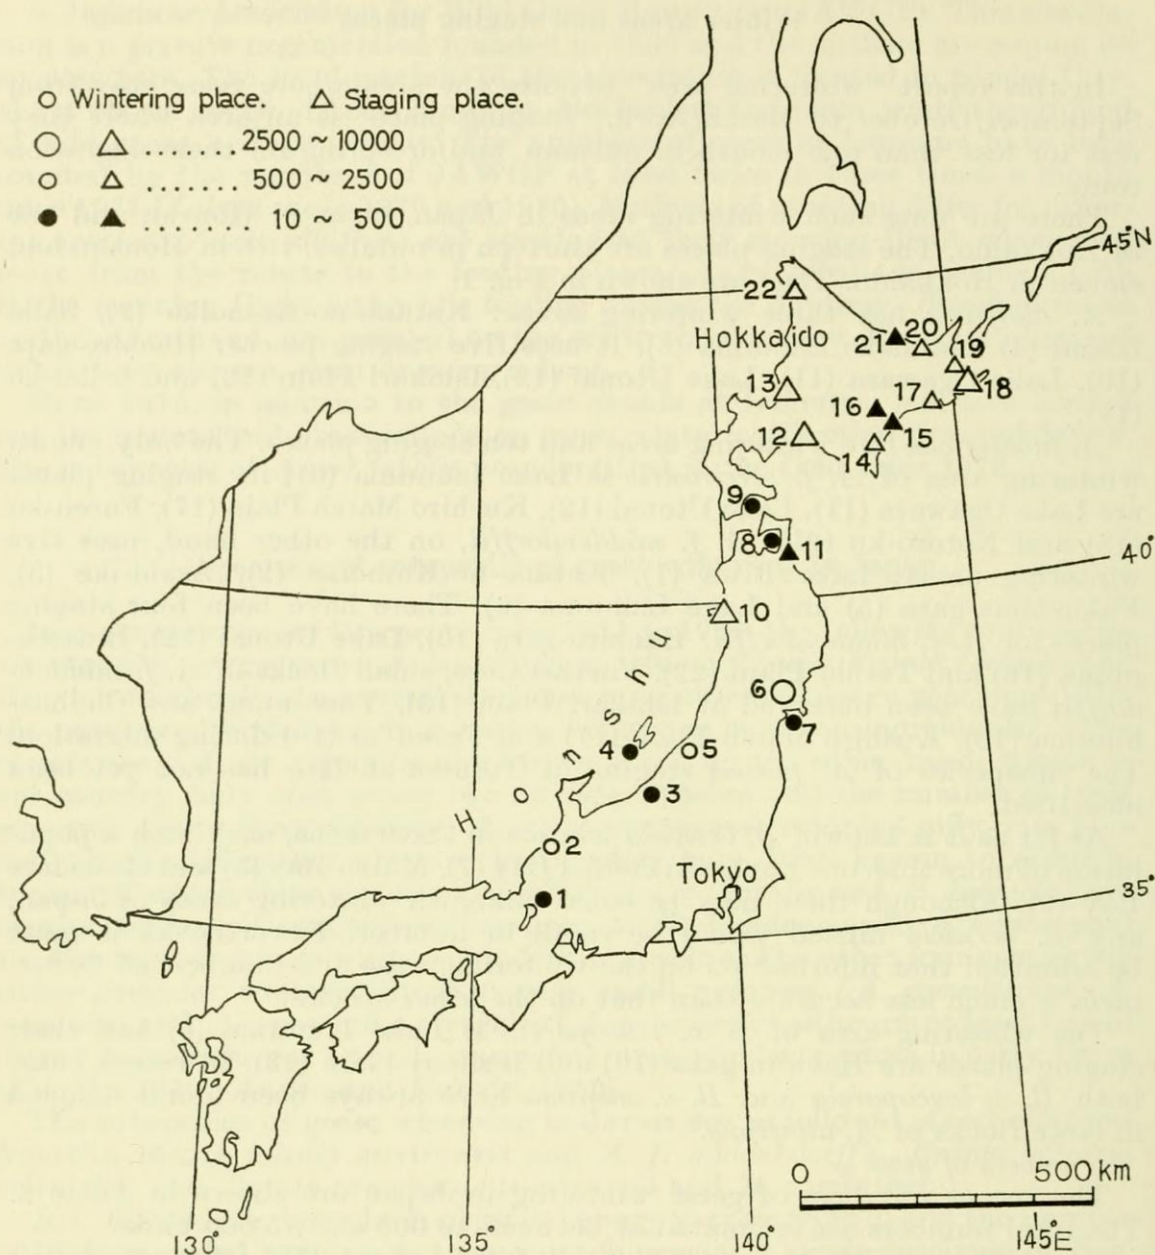 ○ Wintering place. △ Staging place.
○ △ ........ 2500 ~ 10000
○ △ ........ 500 ~ 2500
● ▲ ........ 10 ~ 500
45°N
22
Hokkaido
21 20
19
18
17
16
15
14
13
12
9
8
11
40°
10
6
7
5
4
3
Honshu
2
1
Tokyo
35°
0 500 km
130° 135 140° 145°E